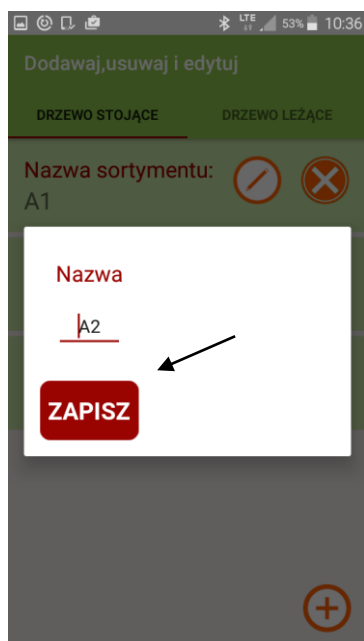 LTE 53% 10:36
Dodawaj,usuwaj i edytuj
DRZEWO STOJĄCE DRZEWO LEŻĄCE
Nazwa sortymentu:
A1
Nazwa
A2
ZAPISZ